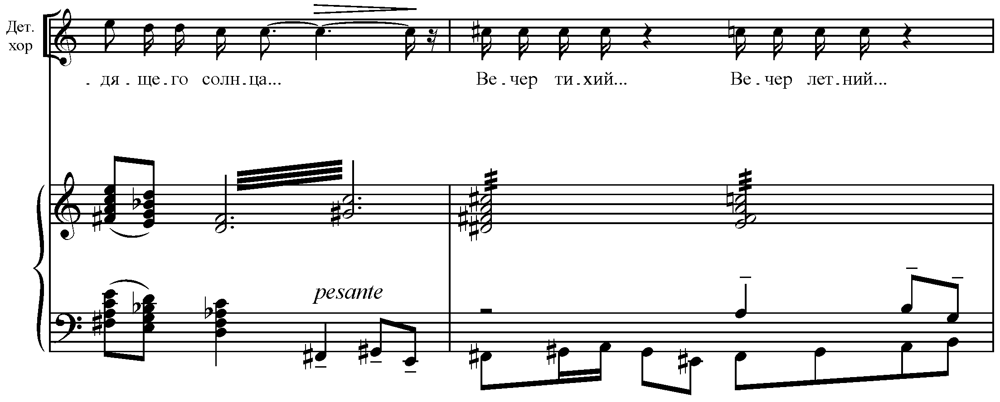 Дет.
хор
. дя . ще . го солн . ца... Ве . чер ти . хий... Ве . чер лет . ний...
pesante